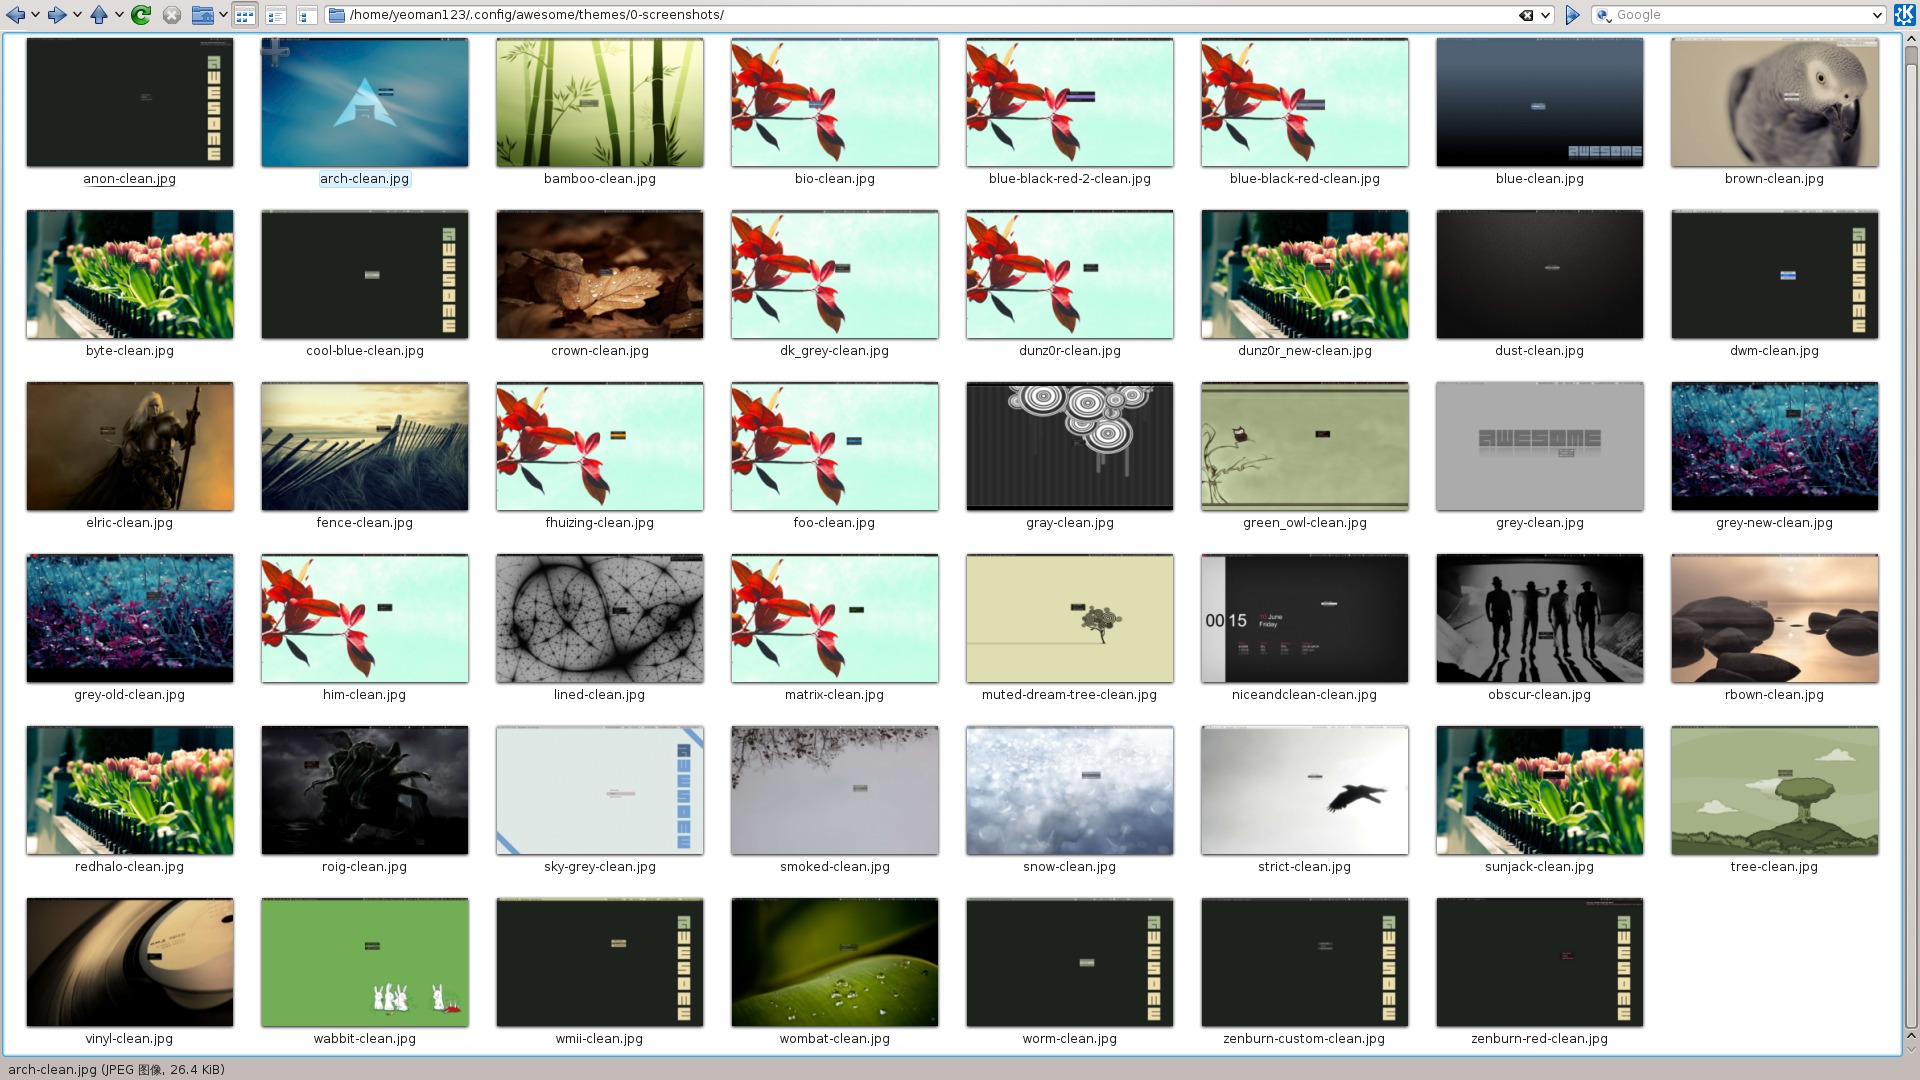 /home/yeoman123/.config/awesome/themes/0-screenshots/
Google
anon-clean.jpg
arch-clean.jpg
bamboo-clean.jpg
bio-clean.jpg
blue-black-red-2-clean.jpg
blue-black-red-clean.jpg
blue-clean.jpg
brown-clean.jpg
byte-clean.jpg
cool-blue-clean.jpg
crown-clean.jpg
dk_grey-clean.jpg
dunz0r-clean.jpg
dunz0r_new-clean.jpg
dust-clean.jpg
dwm-clean.jpg
elric-clean.jpg
fence-clean.jpg
fhuizing-clean.jpg
foo-clean.jpg
gray-clean.jpg
green_owl-clean.jpg
AWESOME
grey-clean.jpg
grey-new-clean.jpg
grey-old-clean.jpg
him-clean.jpg
lined-clean.jpg
matrix-clean.jpg
muted-dream-tree-clean.jpg
00 15
10 June
Friday
niceandclean-clean.jpg
obscur-clean.jpg
rbown-clean.jpg
redhalo-clean.jpg
roig-clean.jpg
sky-grey-clean.jpg
smoked-clean.jpg
snow-clean.jpg
strict-clean.jpg
sunjack-clean.jpg
tree-clean.jpg
vinyl-clean.jpg
wabbit-clean.jpg
wmii-clean.jpg
wombat-clean.jpg
worm-clean.jpg
zenburn-custom-clean.jpg
zenburn-red-clean.jpg
arch-clean.jpg (JPEG 图像, 26.4 KiB)